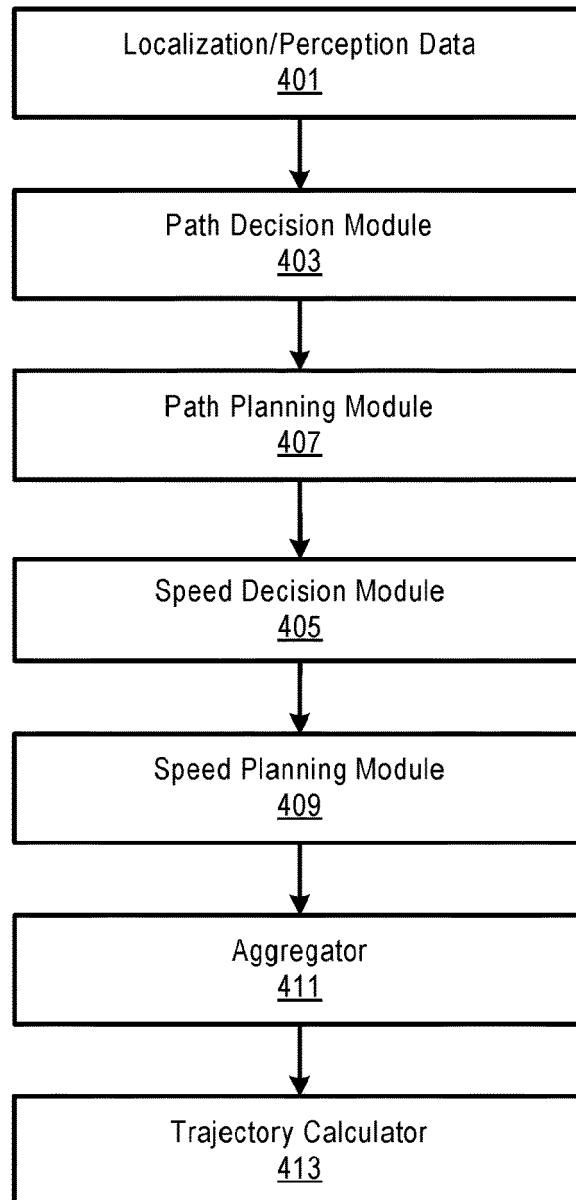 Localization/Perception Data
401
Path Decision Module
403
Path Planning Module
407
Speed Decision Module
405
Speed Planning Module
409
Aggregator
411
Trajectory Calculator
413